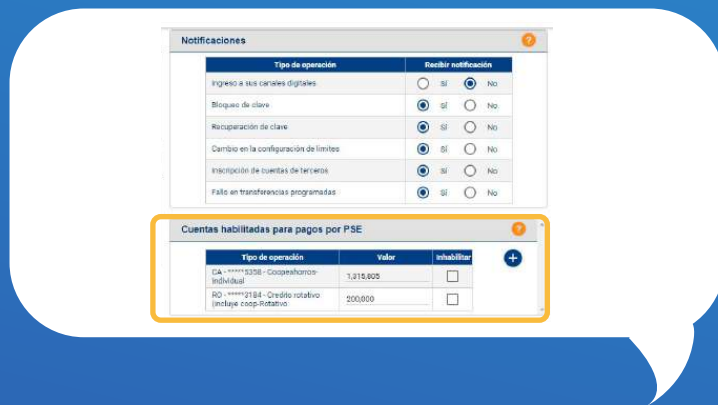 Notificaciones
?
Tipo de operación Recibir notificación
Ingreso a sus canales digitales Sí No
Bloqueo de clave Sí No
Recuperación de clave Sí No
Cambio en la configuración de limites Sí No
Inscripción de cuentas de terceros Sí No
Fallo en transferencias programadas Sí No
Cuentas habilitadas para pagos por PSE
?
Tipo de operación Valor Inhabilitar
CA - *****5358 - Coopeahorros-
Individual 1,315,605
RO - *****3184 - Credito rotativo
(incluye coop-Rotativo 200,000